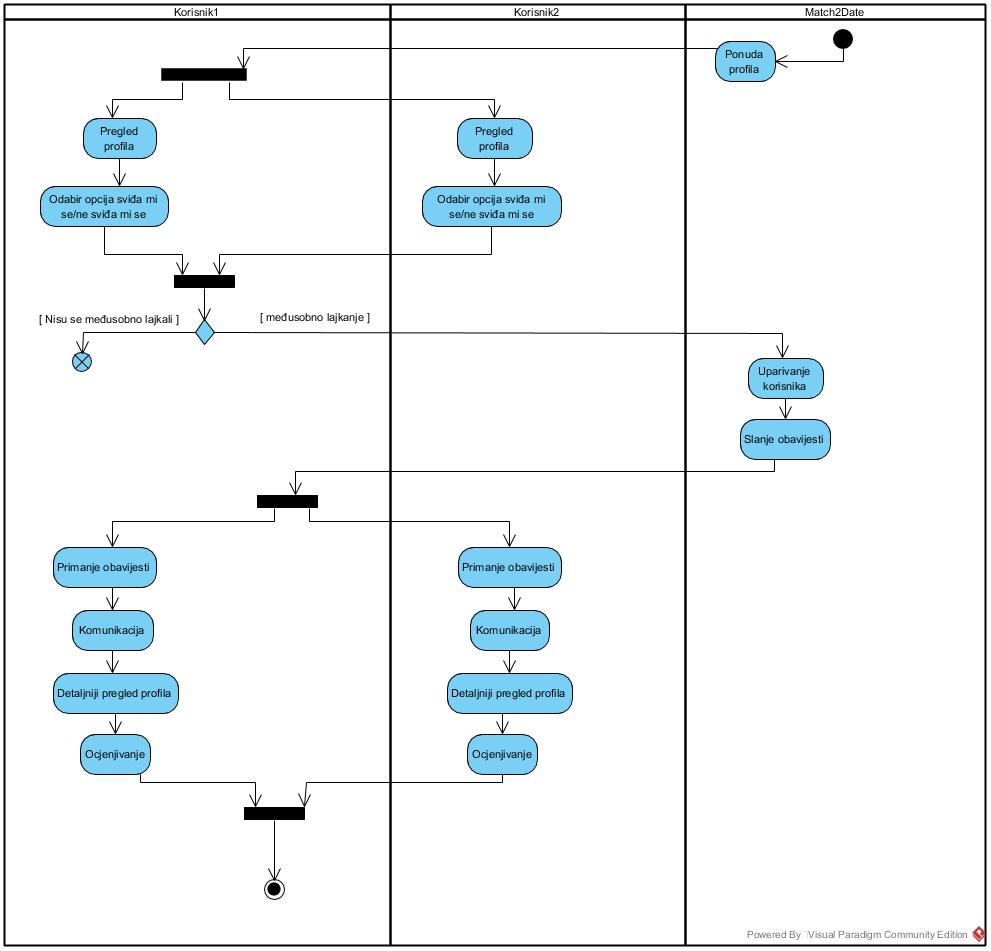 Korisnik1
Korisnik2
Match2Date
Ponuda
profila
Pregled
profila
Pregled
profila
Odabir opcija sviđa mi
se/ne sviđa mi se
Odabir opcija sviđa mi
se/ne sviđa mi se
[ Nisu se međusobno lajkali ]
[ međusobno lajkanje ]
Uparivanje
korisnika
Slanje obavijesti
Primanje obavijesti
Primanje obavijesti
Komunikacija
Komunikacija
Detaljniji pregled profila
Detaljniji pregled profila
Ocjenjivanje
Ocjenjivanje
Powered By Visual Paradigm Community Edition